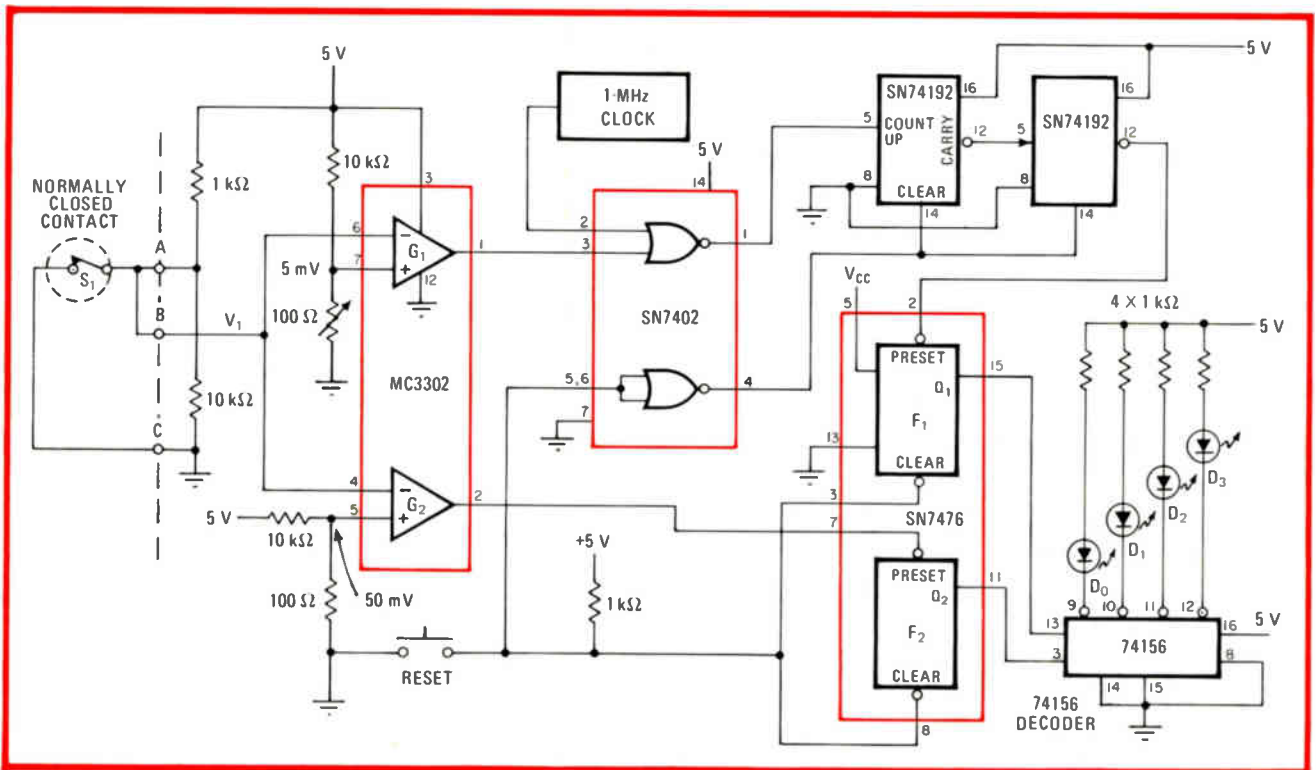 5 V
1 kΩ
10 kΩ
NORMALLY
CLOSED
CONTACT
S1
A
B
C
V1
10 kΩ
5 mV
100 Ω
3
6
7
G1
1
12
MC3302
4
5
G2
2
5 V
10 kΩ
100 Ω
50 mV
RESET
+5 V
1 kΩ
1-MHz
CLOCK
5 V
14
2
3
1
SN7402
5,6
4
7
5 V
SN74192
16
5
COUNT
UP
CARRY
12
8
CLEAR
14
5
SN74192
16
12
8
14
VCC
5
2
PRESET
Q1
15
F1
13
CLEAR
3
SN7476
7
PRESET
Q2
11
F2
CLEAR
8
4 X 1 kΩ
5 V
D0
D1
D2
D3
9
10
11
12
13
3
74156
16
5 V
8
14
15
74156
DECODER